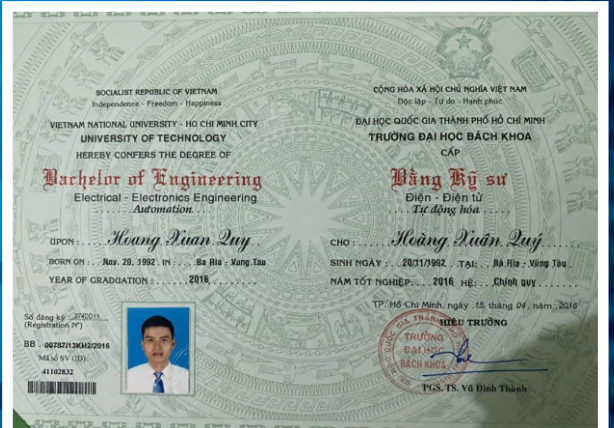 SOCIALIST REPUBLIC OF VIETNAM
Independence - Freedom - Happiness
VIETNAM NATIONAL UNIVERSITY - HO CHI MINH CITY
UNIVERSITY OF TECHNOLOGY
HEREBY CONFERS THE DEGREE OF
Bachelor of Engineering
Electrical - Electronics Engineering
Automation
UPON : Hoang Xuan Quy
BORN ON : Nov. 20, 1992 IN : Ba Ria - Vung Tau
YEAR OF GRADUATION : 2016
Số đăng ký
(Registration Nº)
BB : 00787/13KH2/2016
Mã số SV (ID):
41102832
CỘNG HÒA XÃ HỘI CHỦ NGHĨA VIỆT NAM
Độc lập - Tự do - Hạnh phúc
ĐẠI HỌC QUỐC GIA THÀNH PHỐ HỒ CHÍ MINH
TRƯỜNG ĐẠI HỌC BÁCH KHOA
CẤP
Bằng Kỹ sư
Điện - Điện tử
Tự động hóa
CHO : Hoàng Xuân Quý
SINH NGÀY : 20/11/1992 TẠI: Bà Rịa - Vũng Tàu
NĂM TỐT NGHIỆP: 2016 HỆ: Chính quy
TP. Hồ Chí Minh, ngày 15, tháng 04, năm 2016
HIỆU TRƯỞNG
TRƯỜNG
ĐẠI HỌC
BÁCH KHOA
PGS. TS. Vũ Đình Thành